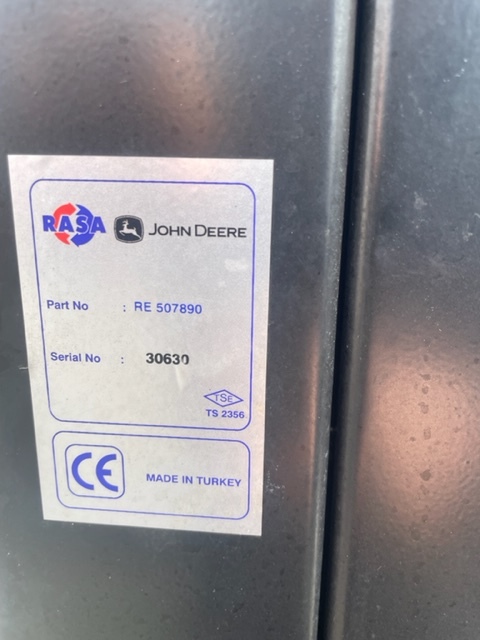 RASA JOHN DEERE
Part No : RE 507890
Serial No : 30630
TSE
TS 2356
CE MADE IN TURKEY